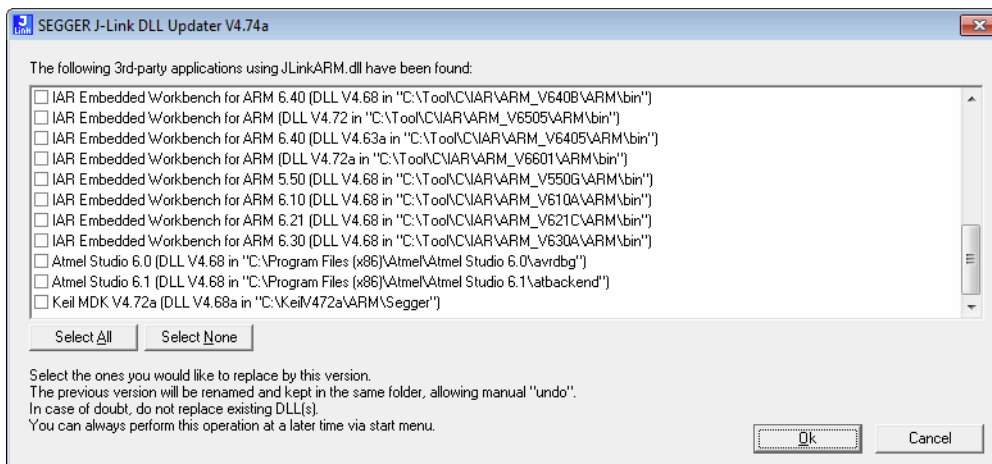 J
Link
SEGGER J-Link DLL Updater V4.74a
The following 3rd-party applications using JLinkARM.dll have been found:
IAR Embedded Workbench for ARM 6.40 (DLL V4.68 in "C:\Tool\C\IAR\ARM_V640B\ARM\bin")
IAR Embedded Workbench for ARM (DLL V4.72 in "C:\Tool\C\IAR\ARM_V6505\ARM\bin")
IAR Embedded Workbench for ARM 6.40 (DLL V4.63a in "C:\Tool\C\IAR\ARM_V6405\ARM\bin")
IAR Embedded Workbench for ARM (DLL V4.72a in "C:\Tool\C\IAR\ARM_V6601\ARM\bin")
IAR Embedded Workbench for ARM 5.50 (DLL V4.68 in "C:\Tool\C\IAR\ARM_V550G\ARM\bin")
IAR Embedded Workbench for ARM 6.10 (DLL V4.68 in "C:\Tool\C\IAR\ARM_V610A\ARM\bin")
IAR Embedded Workbench for ARM 6.21 (DLL V4.68 in "C:\Tool\C\IAR\ARM_V621C\ARM\bin")
IAR Embedded Workbench for ARM 6.30 (DLL V4.68 in "C:\Tool\C\IAR\ARM_V630A\ARM\bin")
Atmel Studio 6.0 (DLL V4.68 in "C:\Program Files (x86)\Atmel\Atmel Studio 6.0\avrdbg")
Atmel Studio 6.1 (DLL V4.68 in "C:\Program Files (x86)\Atmel\Atmel Studio 6.1\atbackend")
Keil MDK V4.72a (DLL V4.68a in "C:\Keil\V472a\ARM\Segger")
Select All
Select None
Select the ones you would like to replace by this version.
The previous version will be renamed and kept in the same folder, allowing manual "undo".
In case of doubt, do not replace existing DLL(s).
You can always perform this operation at a later time via start menu.
Ok
Cancel